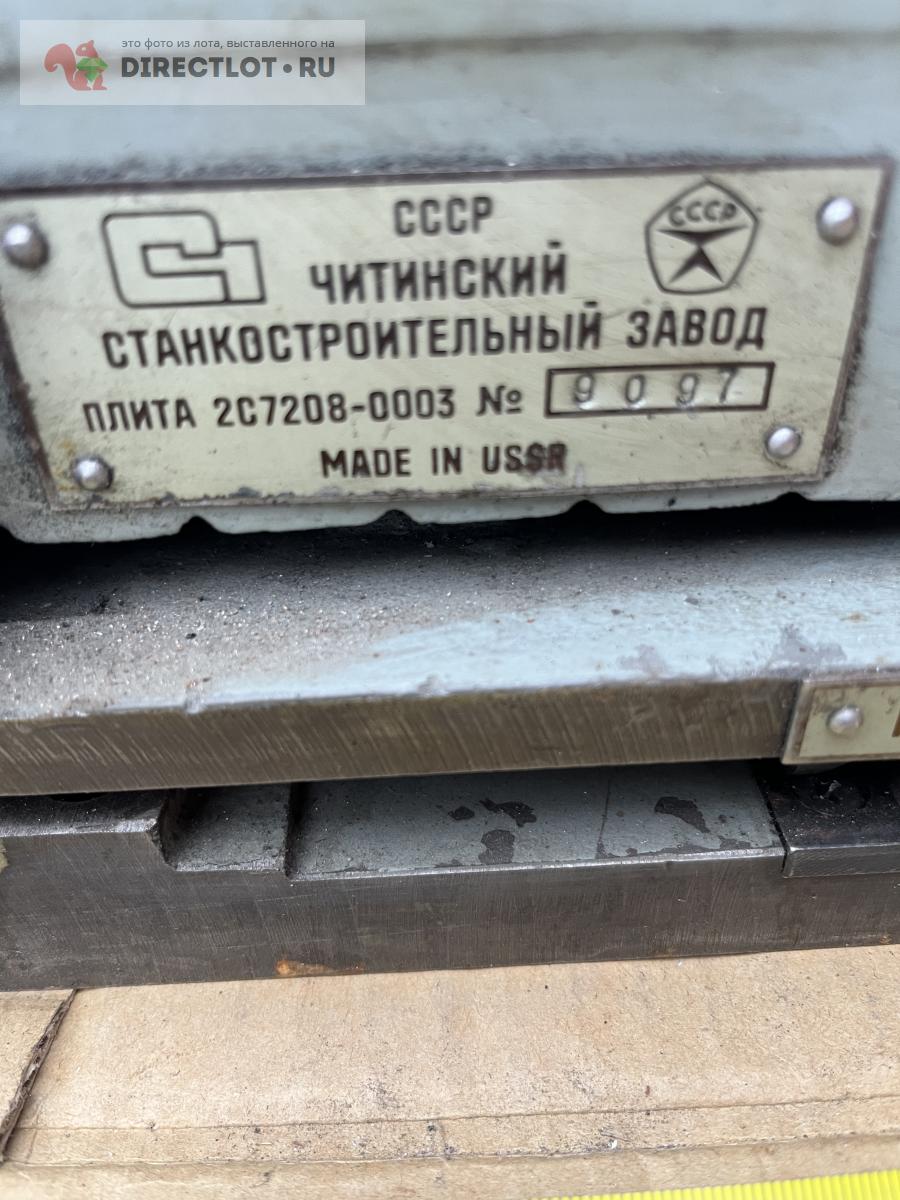 это фото из лота, выставленного на
DIRECTLOT.RU
СССР
СССР
ЧИТИНСКИЙ
СТАНКОСТРОИТЕЛЬНЫЙ ЗАВОД
ПЛИТА 2С7208-0003 № 9097
MADE IN USSR